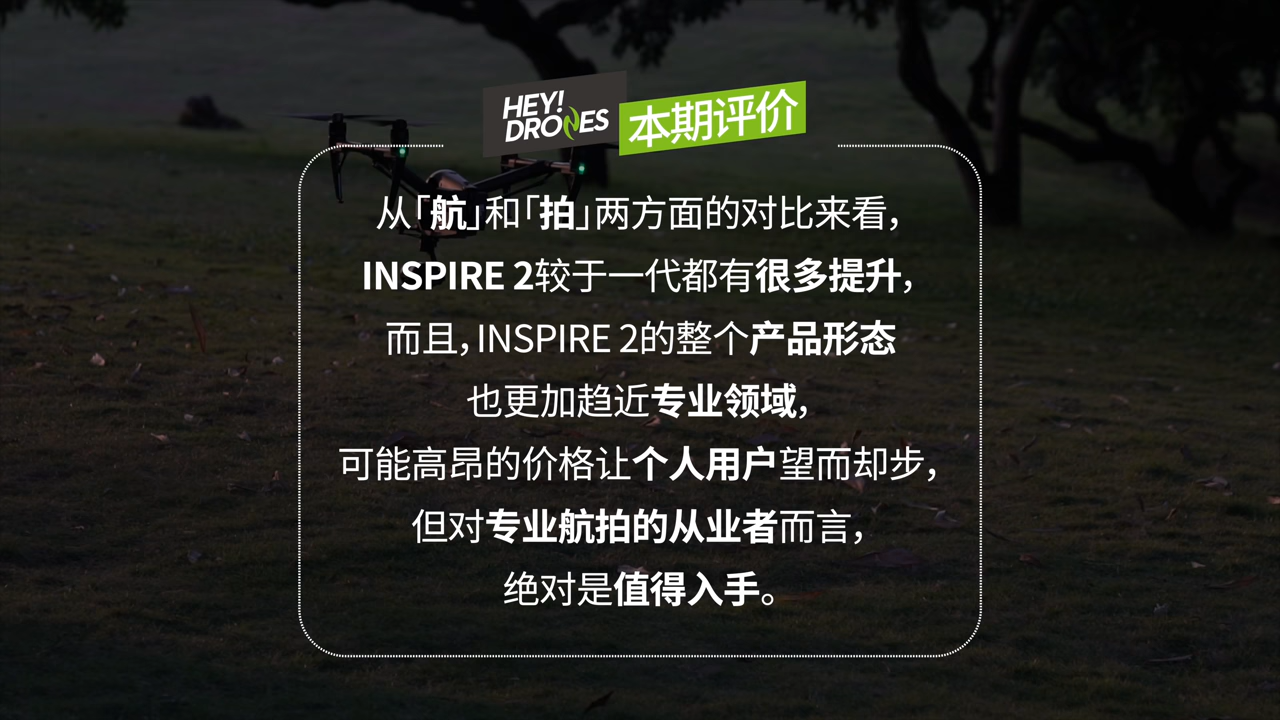 HEY!
DRONES
本期评价
从「航」和「拍」两方面的对比来看，
INSPIRE 2较于一代都有很多提升，
而且，INSPIRE 2的整个产品形态
也更加趋近专业领域，
可能高昂的价格让个人用户望而却步，
但对专业航拍的从业者而言，
绝对是值得入手。